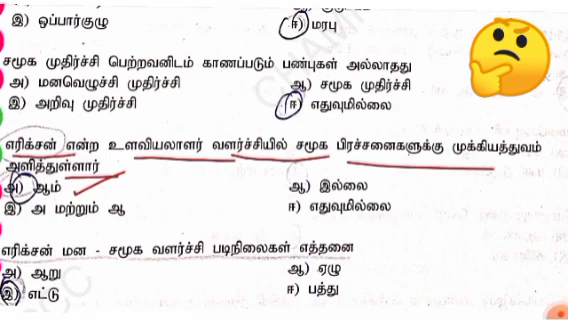 இ) ஒப்பார்குழு ஈ) மரபு
சமூக முதிர்ச்சி பெற்றவனிடம் காணப்படும் பண்புகள் அல்லாதது
அ) மனவெழுச்சி முதிர்ச்சி ஆ) சமூக முதிர்ச்சி
இ) அறிவு முதிர்ச்சி ஈ) எதுவுமில்லை
எரிக்சன் என்ற உளவியலாளர் வளர்ச்சியில் சமூக பிரச்சனைகளுக்கு முக்கியத்துவம்
அளித்துள்ளார்
அ) ஆம் ஆ) இல்லை
இ) அ மற்றும் ஆ ஈ) எதுவுமில்லை
எரிக்சன் மன - சமூக வளர்ச்சி படிநிலைகள் எத்தனை
அ) ஆறு ஆ) ஏழு
இ) எட்டு ஈ) பத்து